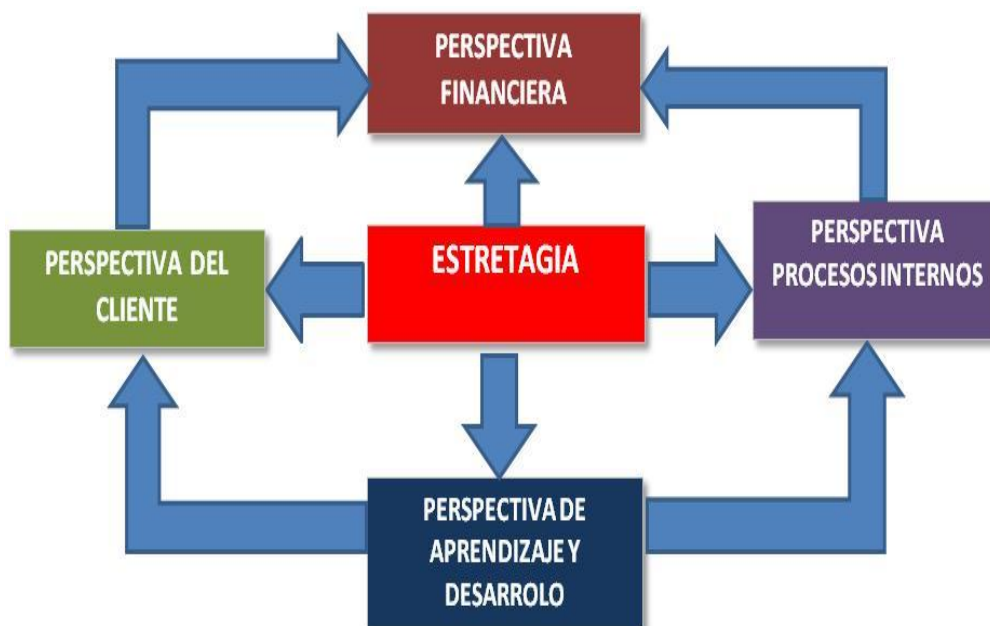 PERSPECTIVA
FINANCIERA
PERSPECTIVA DEL
CLIENTE
ESTRETAGIA
PERSPECTIVA
PROCESOS INTERNOS
PERSPECTIVA DE
APRENDIZAJE Y
DESARROLO